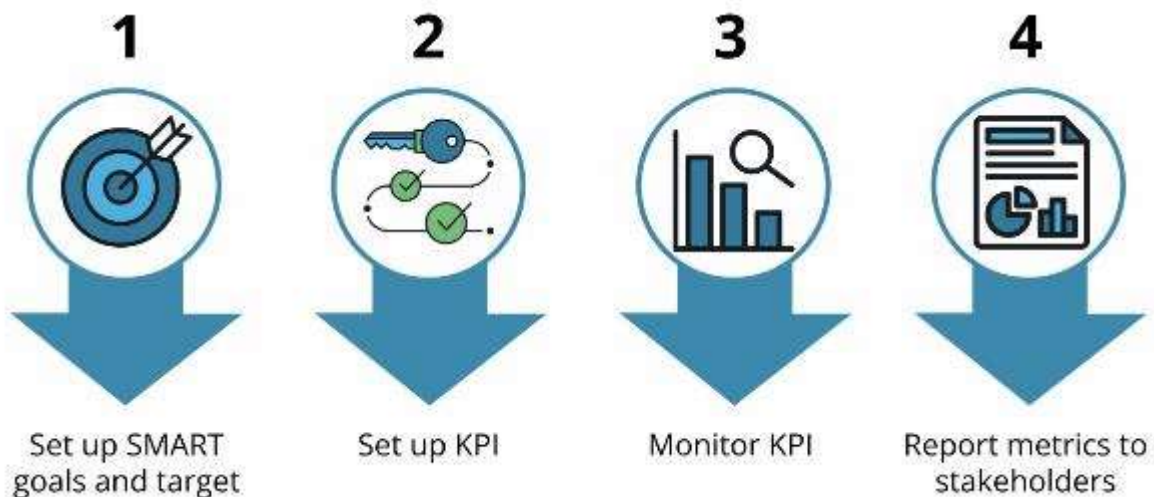 1
2
3
4
Set up SMART
goals and target
Set up KPI
Monitor KPI
Report metrics to
stakeholders